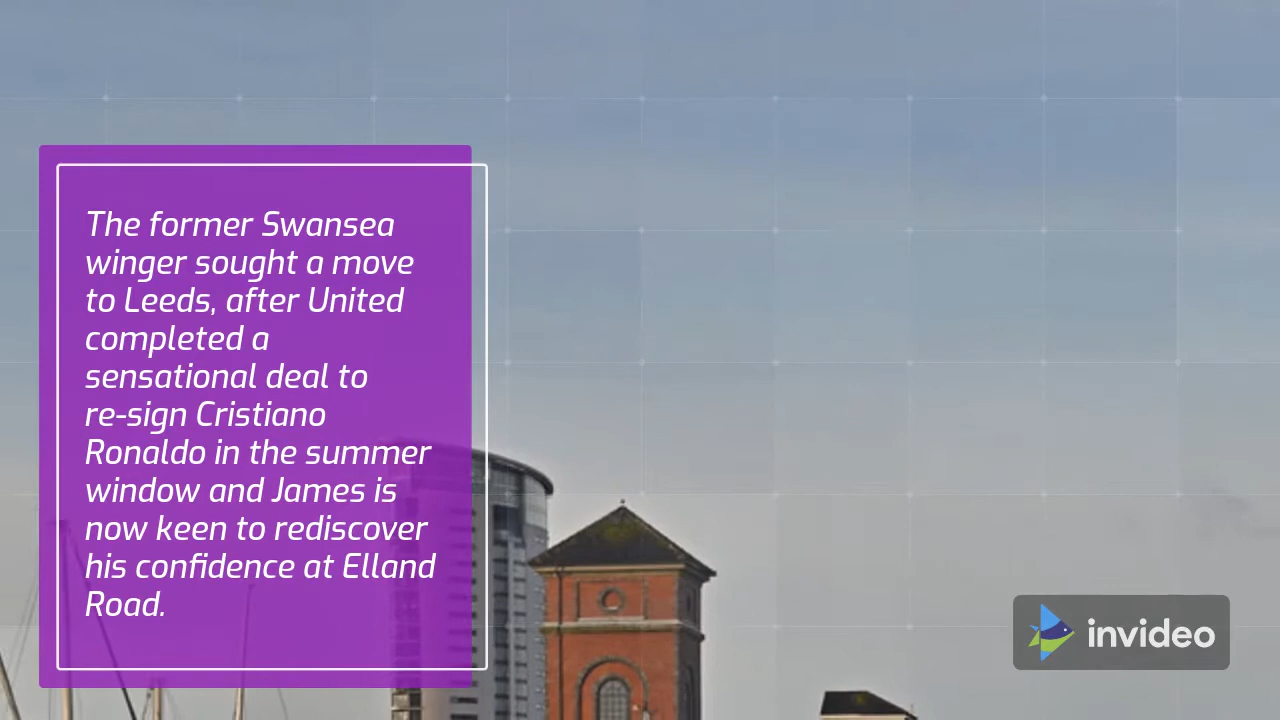 The former Swansea
winger sought a move
to Leeds, after United
completed a
sensational deal to
re-sign Cristiano
Ronaldo in the summer
window and James is
now keen to rediscover
his confidence at Elland
Road.
invideo